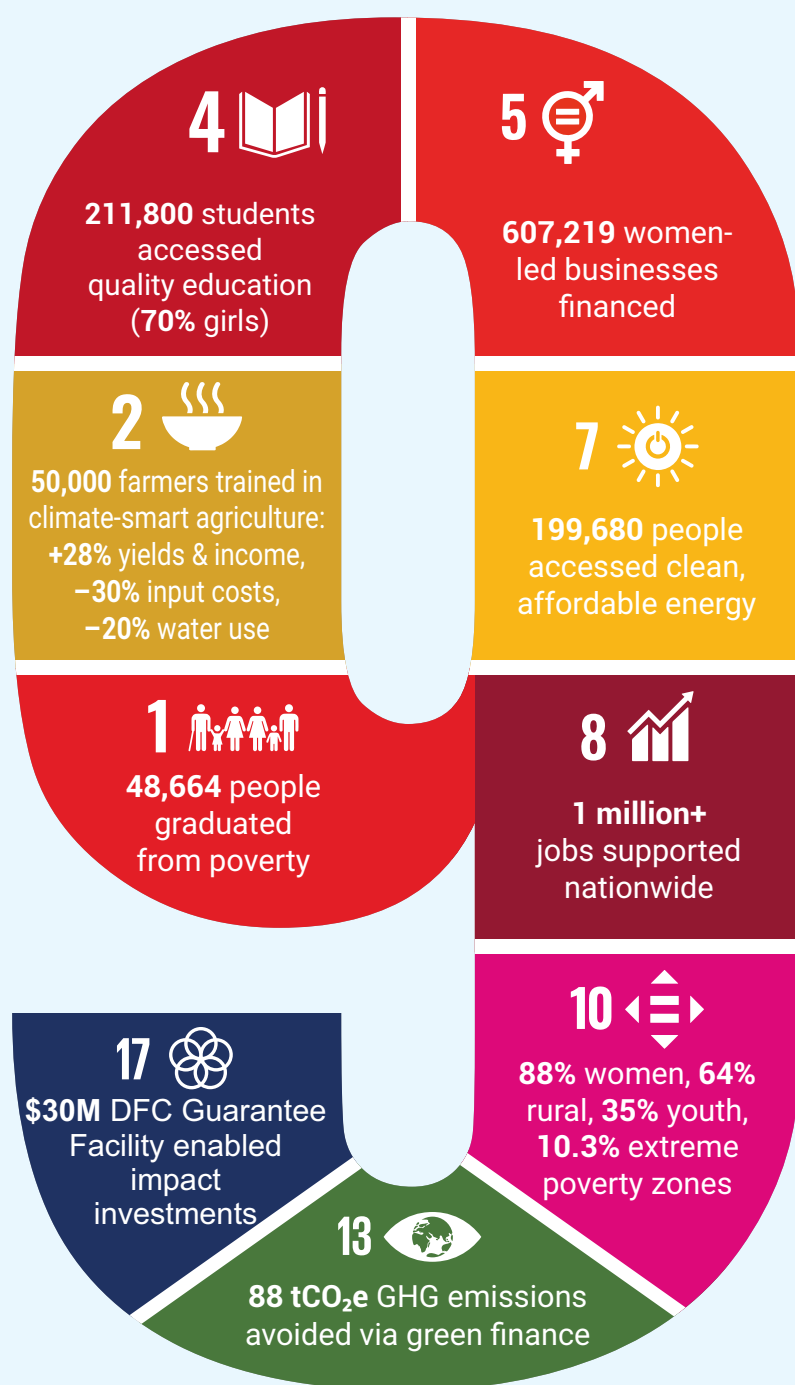 4
211,800 students
accessed
quality education
(70% girls)
5
607,219 women-
led businesses
financed
2
50,000 farmers trained in
climate-smart agriculture:
+28% yields & income,
−30% input costs,
−20% water use
7
199,680 people
accessed clean,
affordable energy
1
48,664 people
graduated
from poverty
8
1 million+
jobs supported
nationwide
10
88% women, 64%
rural, 35% youth,
10.3% extreme
poverty zones
17
$30M DFC Guarantee
Facility enabled
impact
investments
13
88 tCO₂e GHG emissions
avoided via green finance